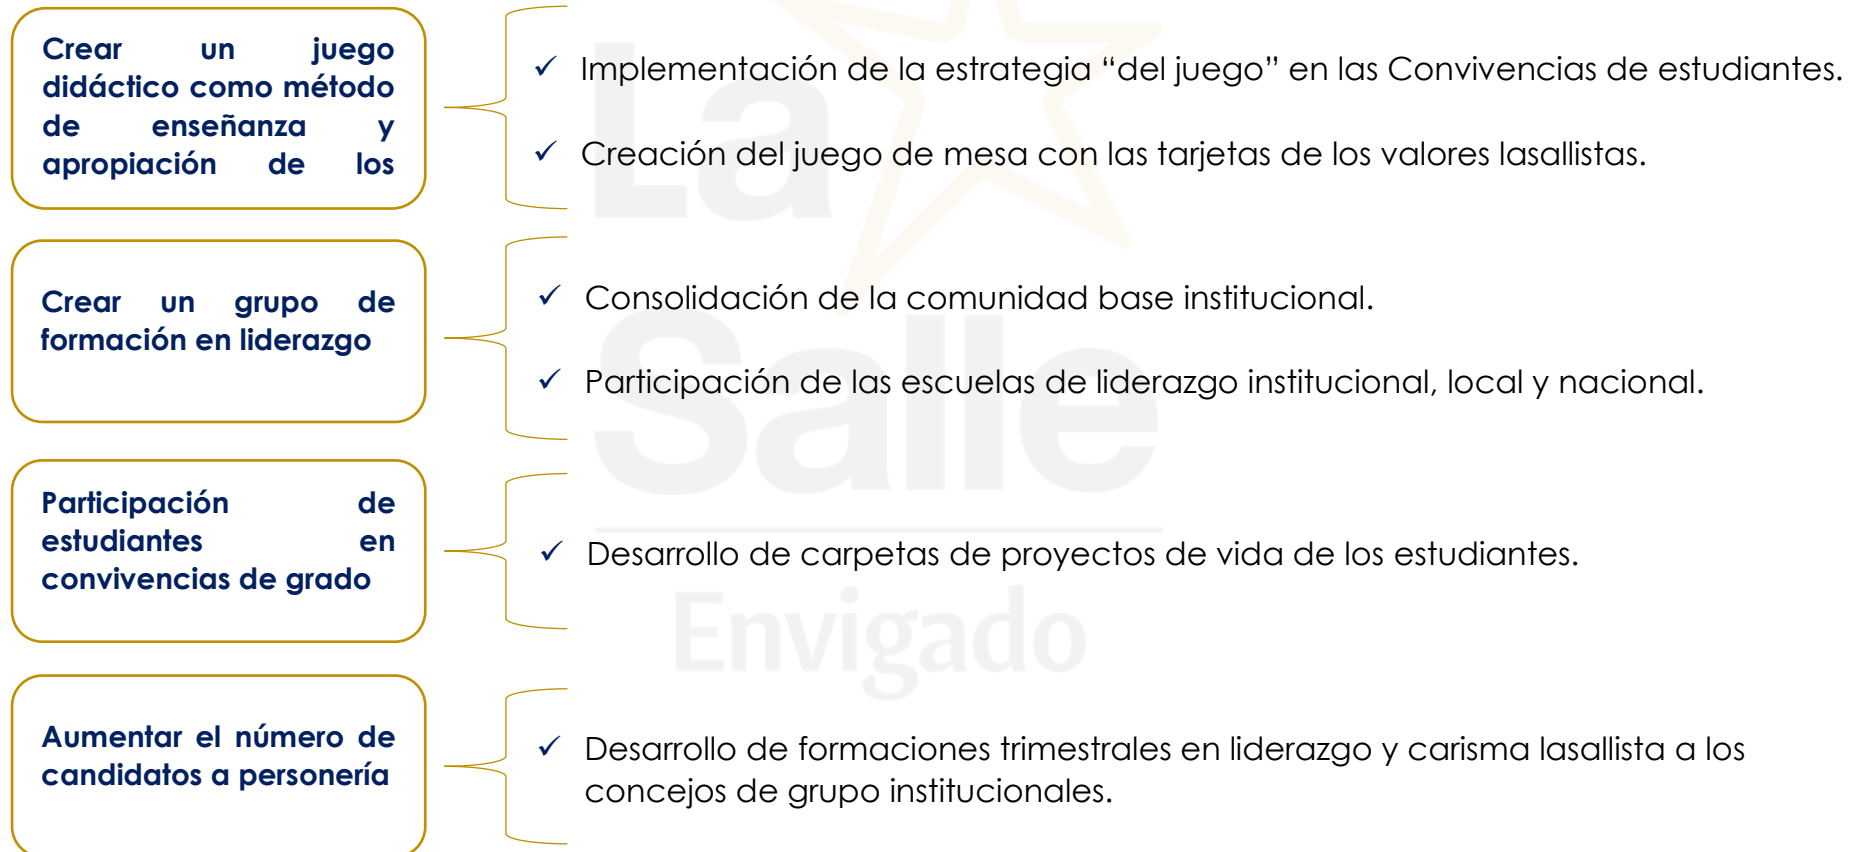 Crear un juego
didáctico como método
de enseñanza y
apropiación de los
✓ Implementación de la estrategia “del juego” en las Convivencias de estudiantes.
✓ Creación del juego de mesa con las tarjetas de los valores lasallistas.
Crear un grupo de
formación en liderazgo
✓ Consolidación de la comunidad base institucional.
✓ Participación de las escuelas de liderazgo institucional, local y nacional.
Participación de
estudiantes en
convivencias de grado
✓ Desarrollo de carpetas de proyectos de vida de los estudiantes.
Aumentar el número de
candidatos a personería
✓ Desarrollo de formaciones trimestrales en liderazgo y carisma lasallista a los
concejos de grupo institucionales.
La
Salle
Envigado